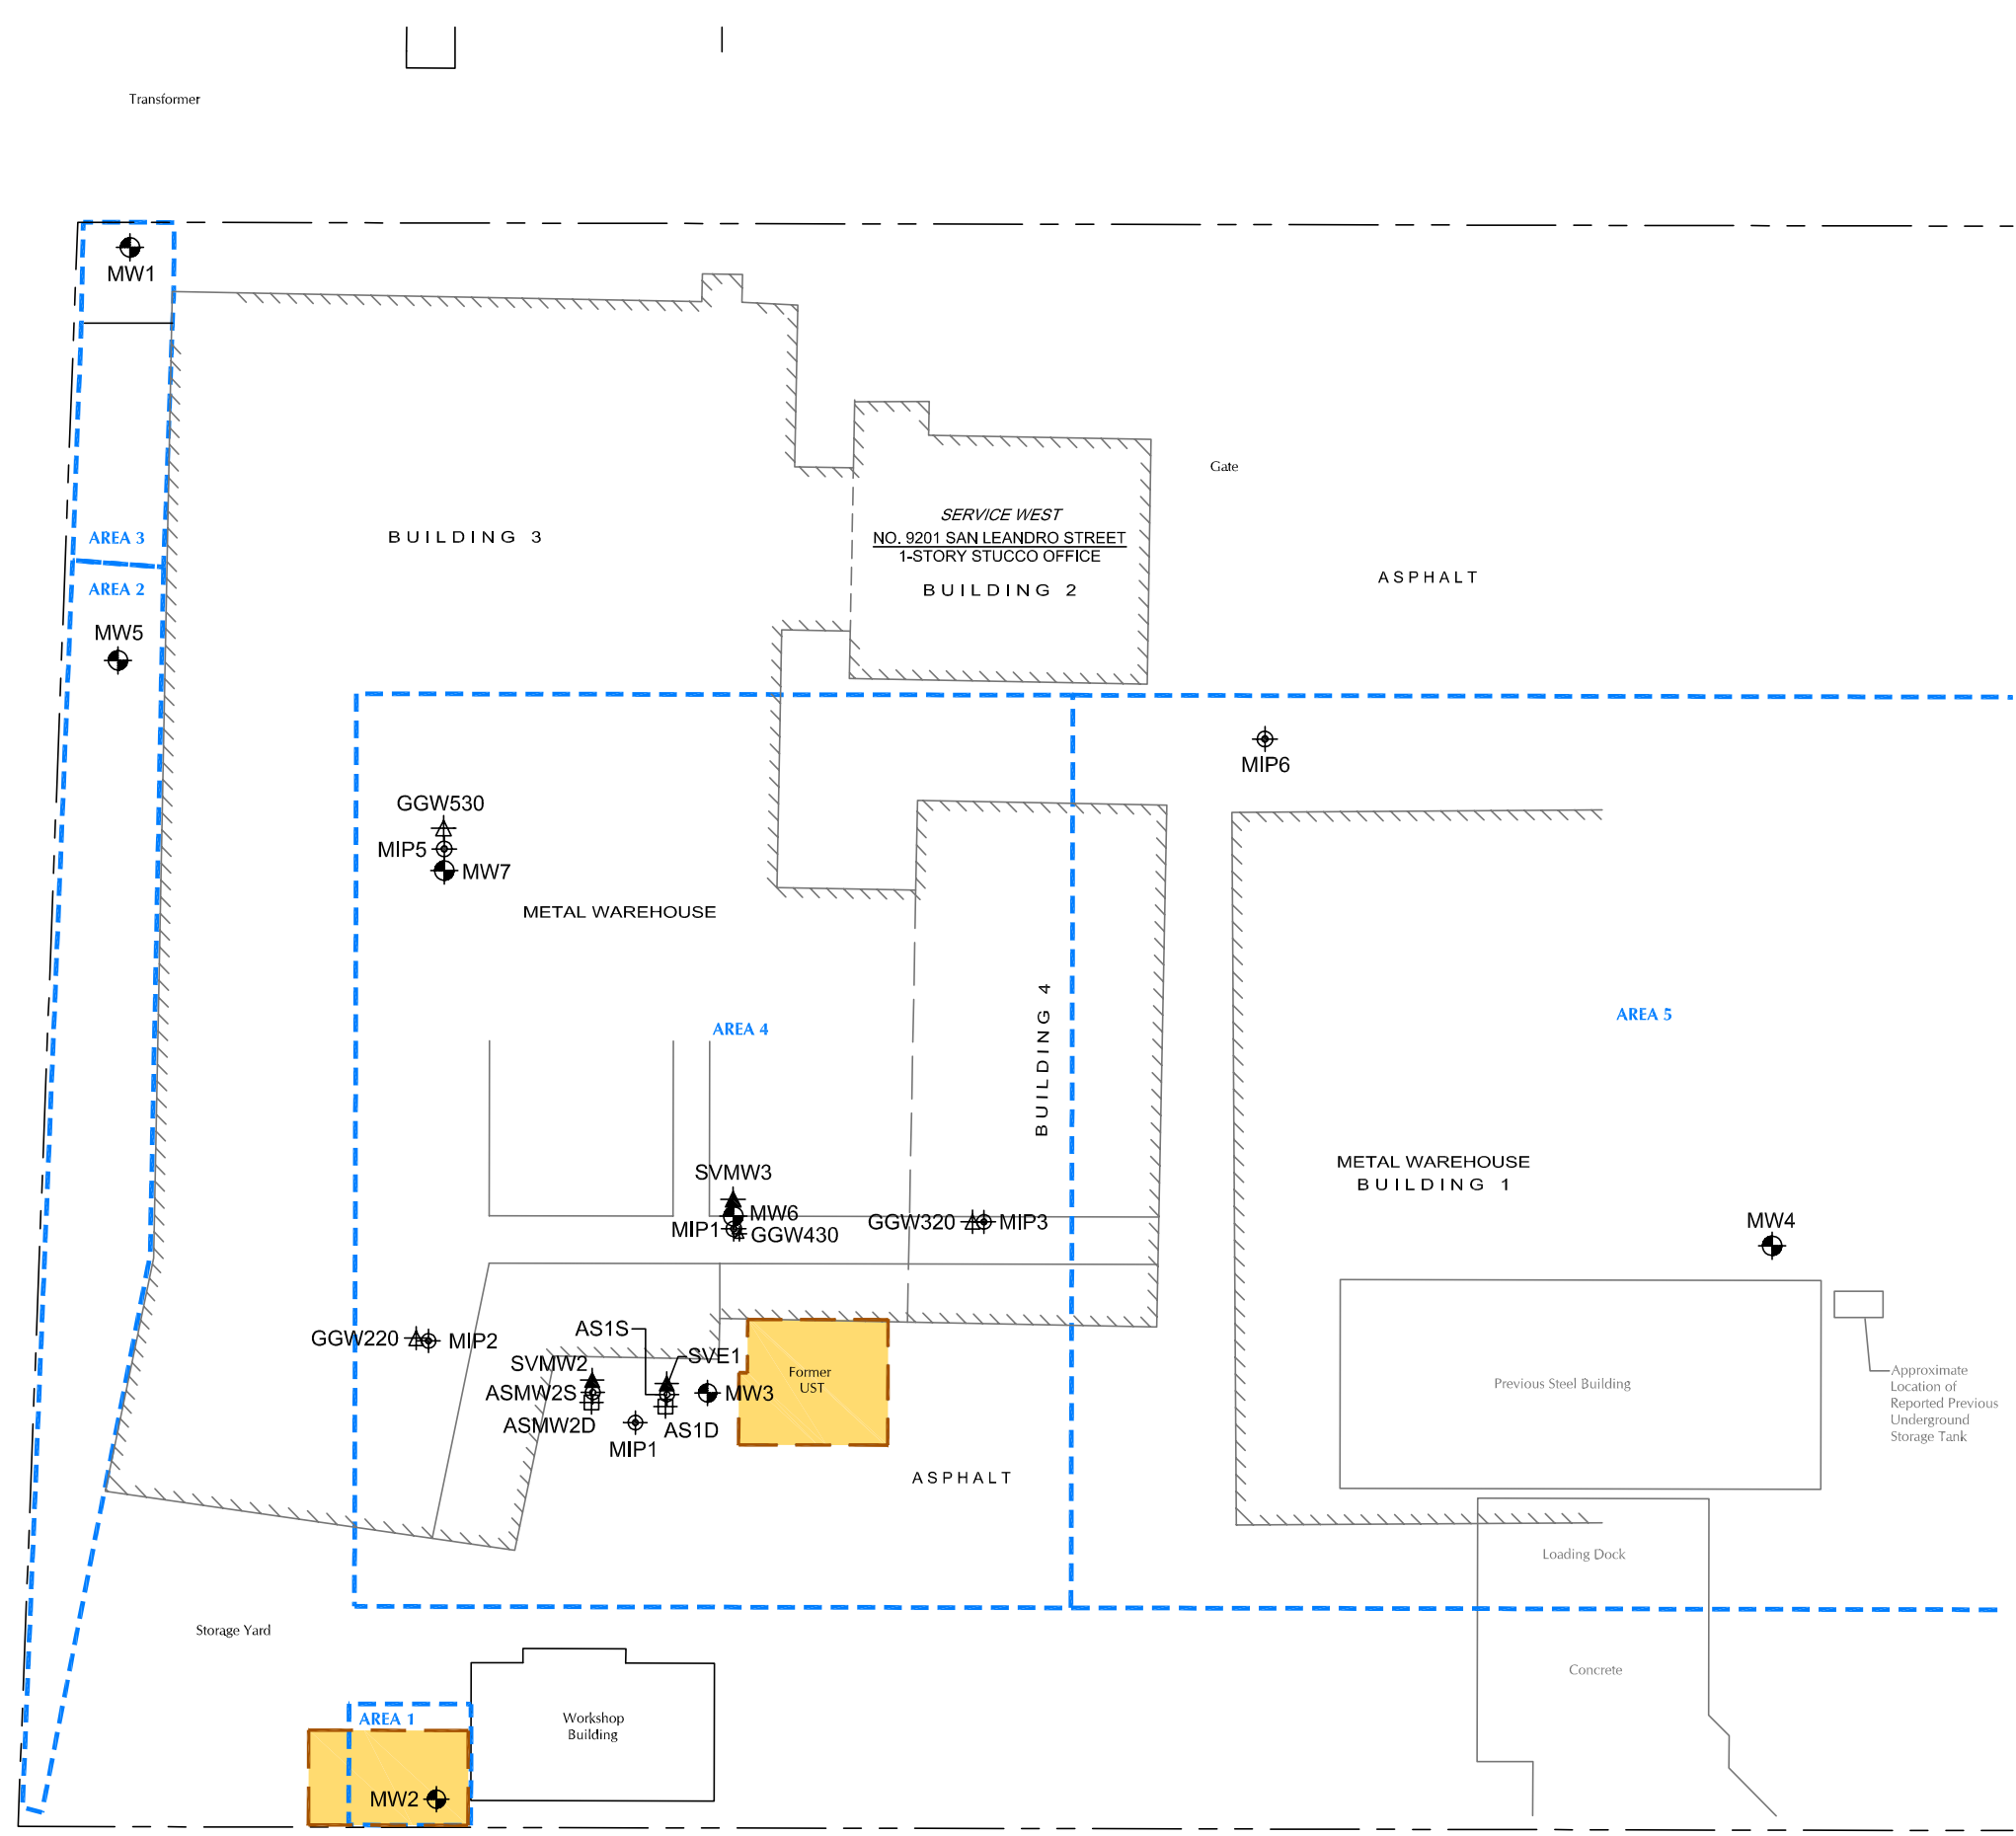 Transformer
MW1
AREA 3
AREA 2
MW5
BUILDING 3
SERVICE WEST
NO. 9201 SAN LEANDRO STREET
1-STORY STUCCO OFFICE
BUILDING 2
Gate
ASPHALT
MIP6
GGW530
MIP5
MW7
METAL WAREHOUSE
AREA 4
BUILDING 4
AREA 5
METAL WAREHOUSE
BUILDING 1
SVMW3
MW6
MIP1
GGW430
GGW320
MIP3
MW4
GGW220
MIP2
AS1S
SVE1
SVMW2
ASMW2S
ASMW2D
MIP1
AS1D
MW3
Former
UST
Previous Steel Building
Approximate
Location of
Reported Previous
Underground
Storage Tank
ASPHALT
Loading Dock
Storage Yard
Concrete
AREA 1
Workshop
Building
MW2